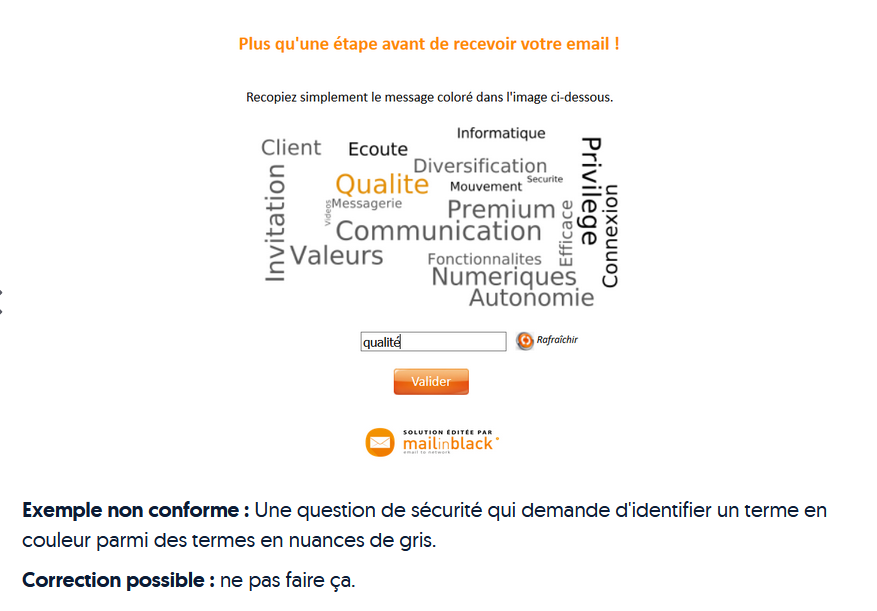 Plus qu'une étape avant de recevoir votre email !
Recopiez simplement le message coloré dans l'image ci-dessous.
Informatique
Client
Ecoute
Privilege
Diversification
Invitation
Qualite
Mouvement
Securite
Connexion
Videos
Messagerie
Premium
Efficace
Communication
Valeurs
Fonctionnalites
Numeriques
Autonomie
qualité
Rafraîchir
Valider
SOLUTION ÉDITÉE PAR
mailinblack
email to network
Exemple non conforme : Une question de sécurité qui demande d'identifier un terme en
couleur parmi des termes en nuances de gris.
Correction possible : ne pas faire ça.